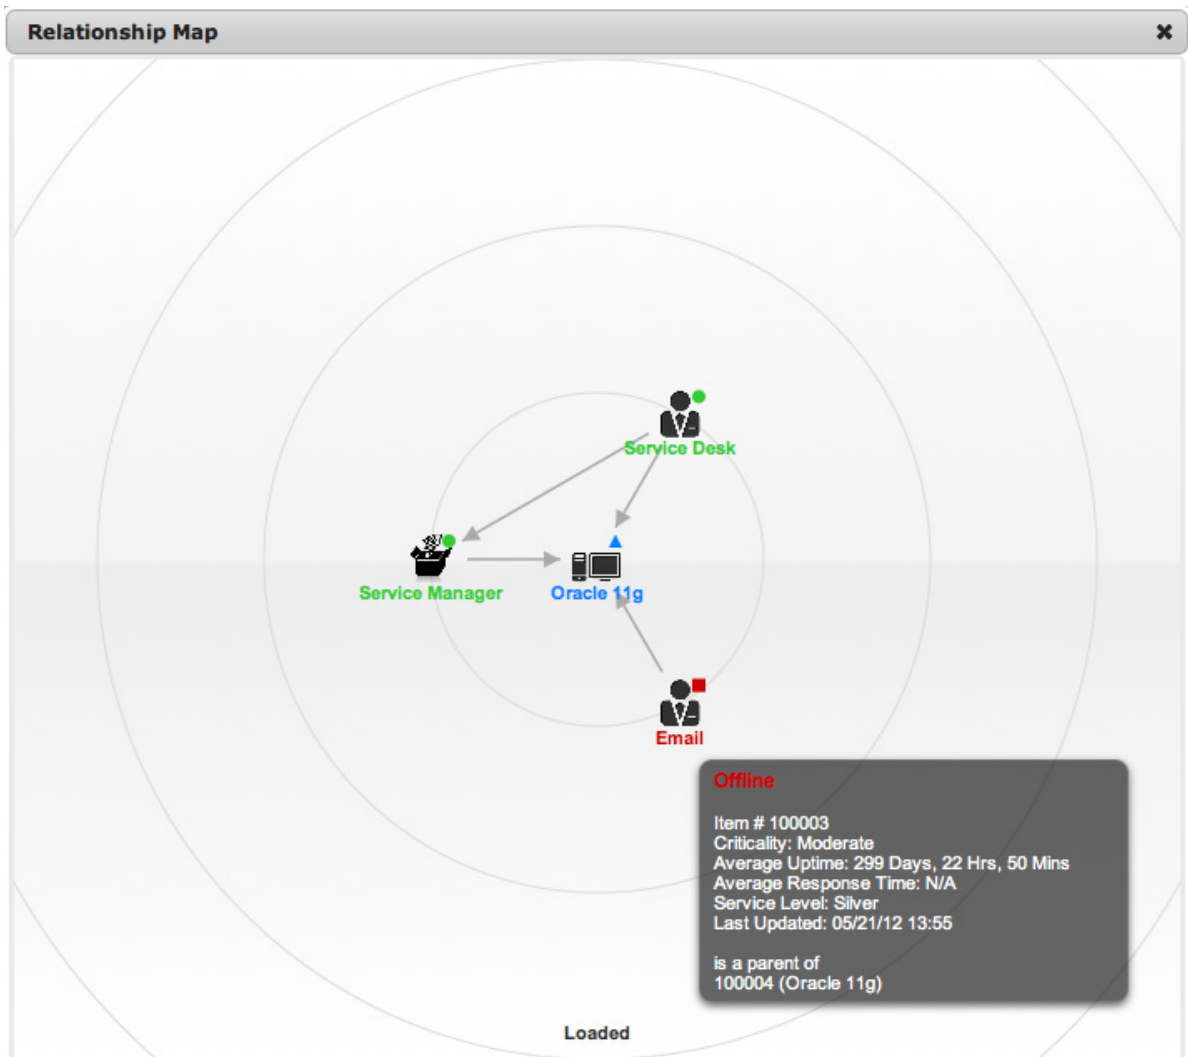 Relationship Map
Service Desk
Service Manager
Oracle 11g
Email
Offline
Item # 100003
Criticality: Moderate
Average Uptime: 299 Days, 22 Hrs, 50 Mins
Average Response Time: N/A
Service Level: Silver
Last Updated: 05/21/12 13:55
is a parent of
100004 (Oracle 11g)
Loaded